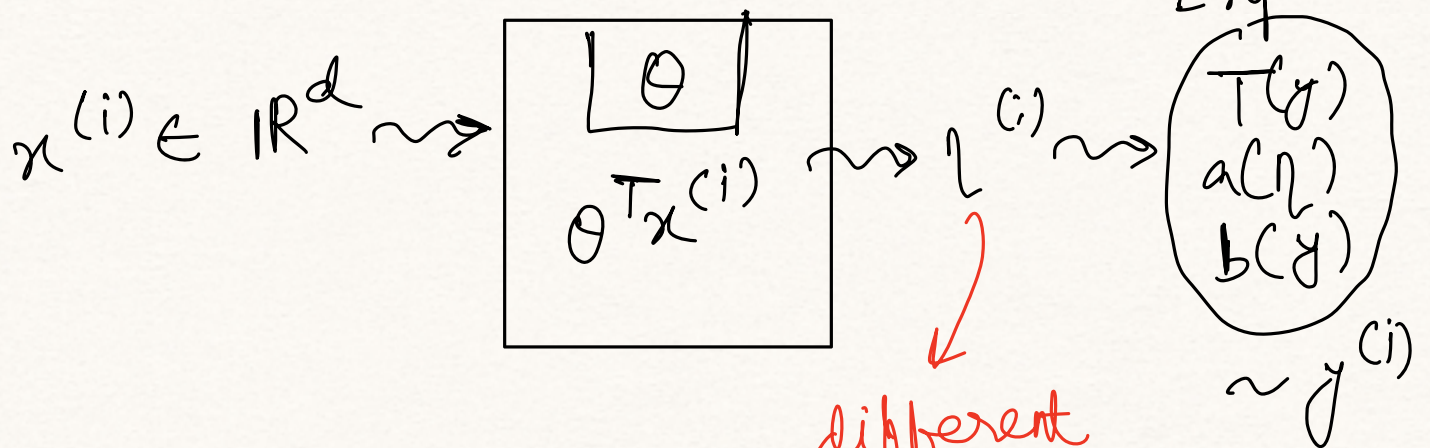 x^(i) ∈ ℝ^d
θ
θ^T x^(i)
η^(i)
T(y)
a(η)
b(y)
~ y^(i)
different